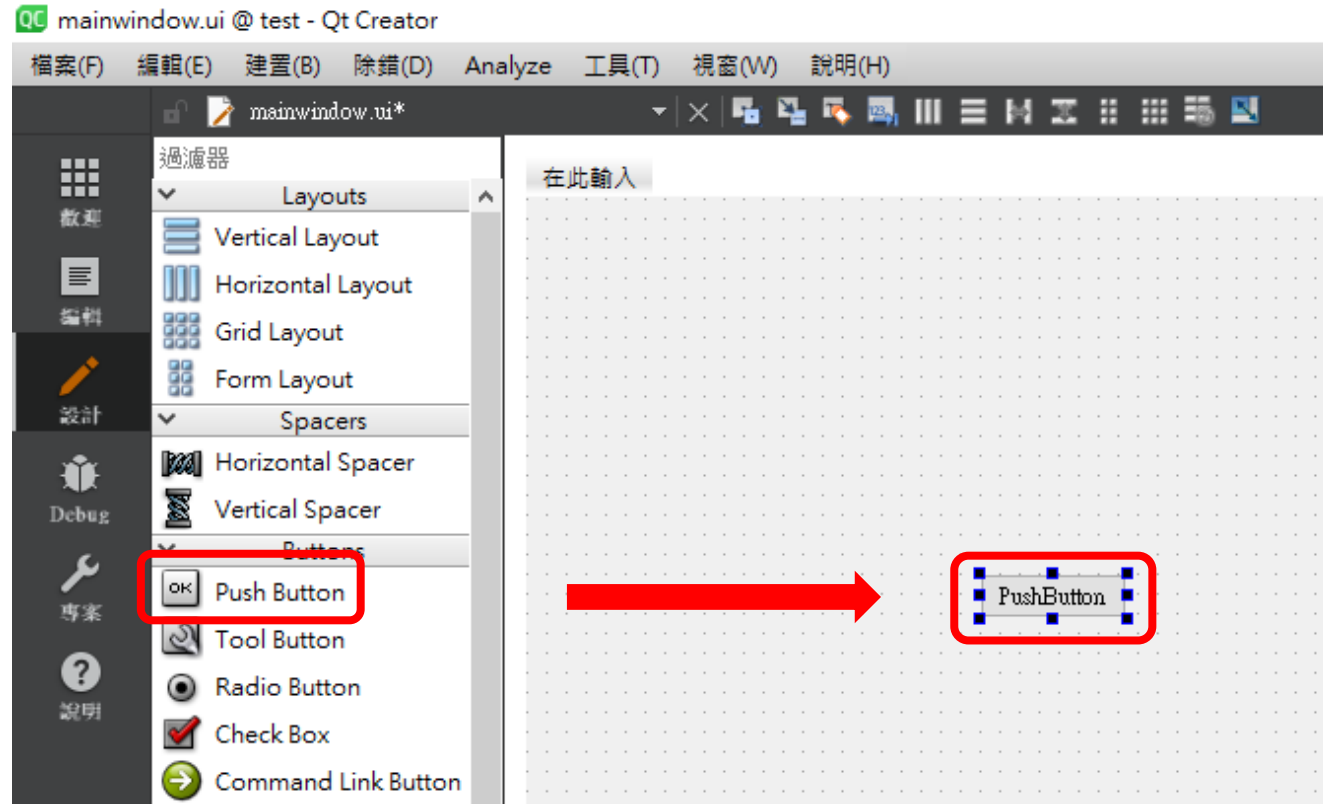 QC mainwindow.ui @ test - Qt Creator
檔案(F) 編輯(E) 建置(B) 除錯(D) Analyze 工具(T) 視窗(W) 說明(H)
mainwindow.ui*
過濾器
在此輸入
Layouts
歡迎
Vertical Layout
Horizontal Layout
編輯
Grid Layout
Form Layout
設計
Spacers
Horizontal Spacer
Debug
Vertical Spacer
Buttons
OK Push Button
PushButton
專案
Tool Button
Radio Button
說明
Check Box
Command Link Button